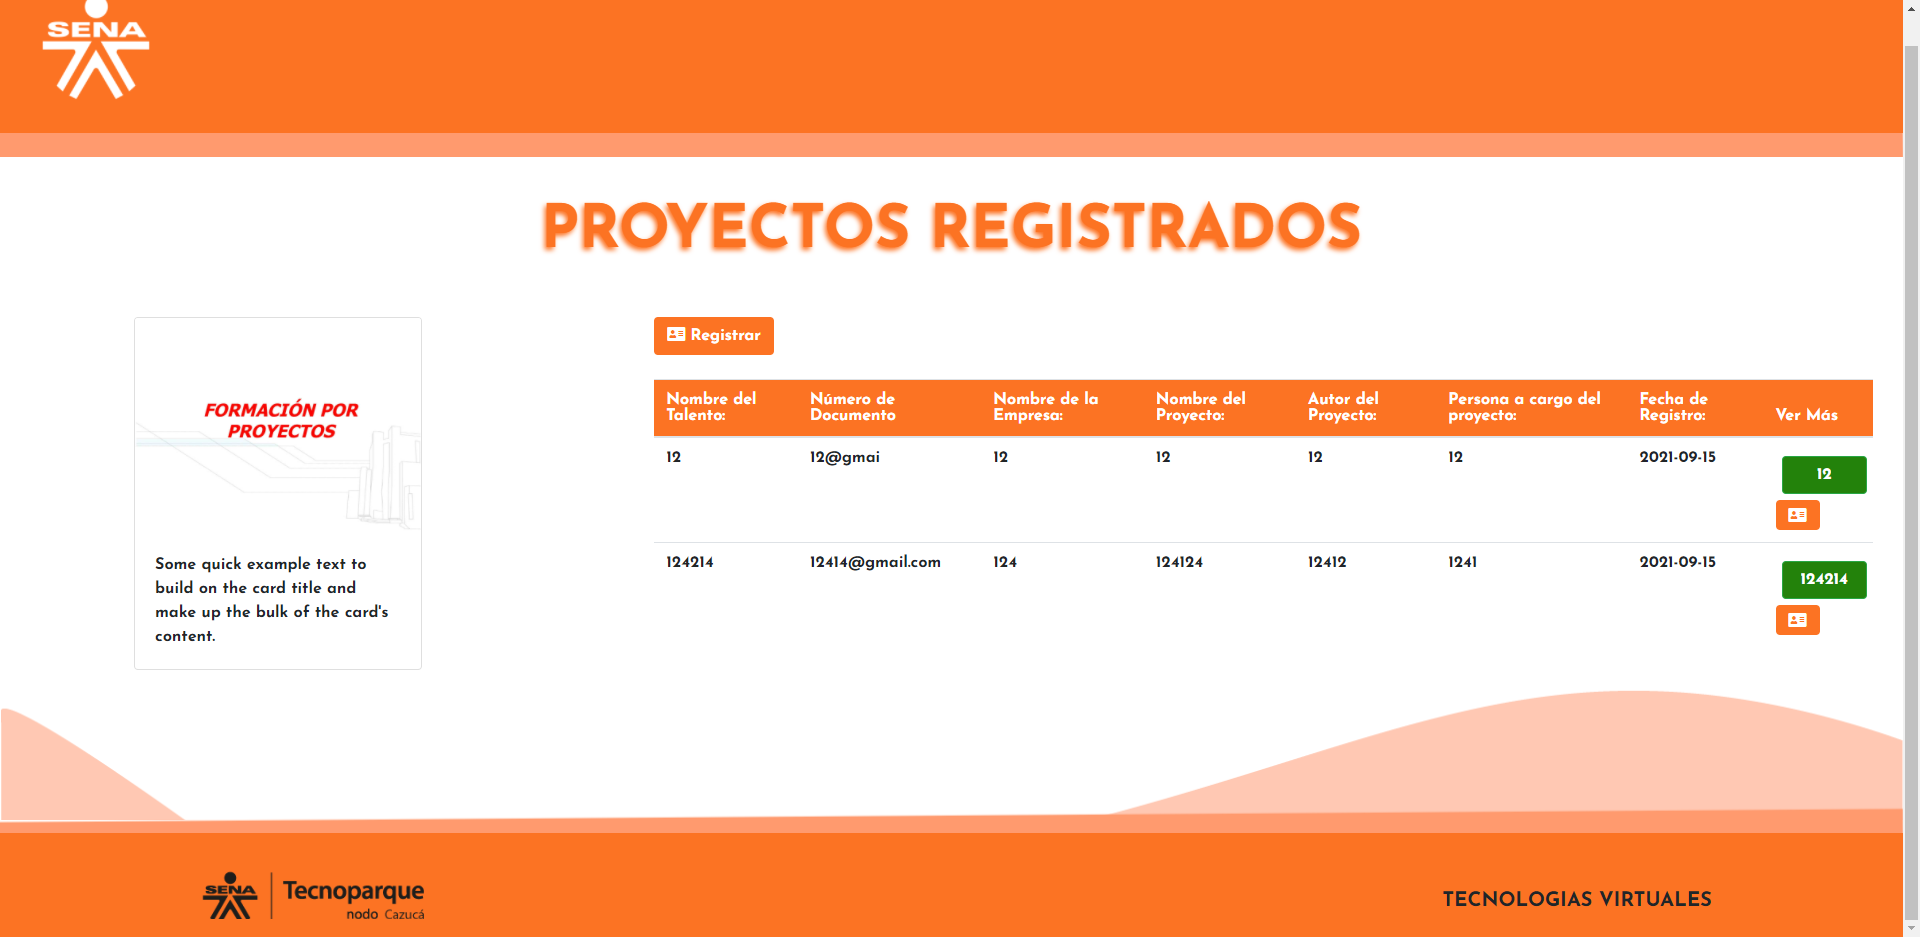 SENA
PROYECTOS REGISTRADOS
FORMACIÓN POR
PROYECTOS
Some quick example text to
build on the card title and
make up the bulk of the card's
content.
Registrar
Nombre del Talento: Número de Documento Nombre de la Empresa: Nombre del Proyecto: Autor del Proyecto: Persona a cargo del proyecto: Fecha de Registro: Ver Más
12 12@gmai 12 12 12 12 2021-09-15 12
124214 12414@gmail.com 124 124124 12412 1241 2021-09-15 124214
SENA Tecnoparque
nodo Cazucá
TECNOLOGIAS VIRTUALES